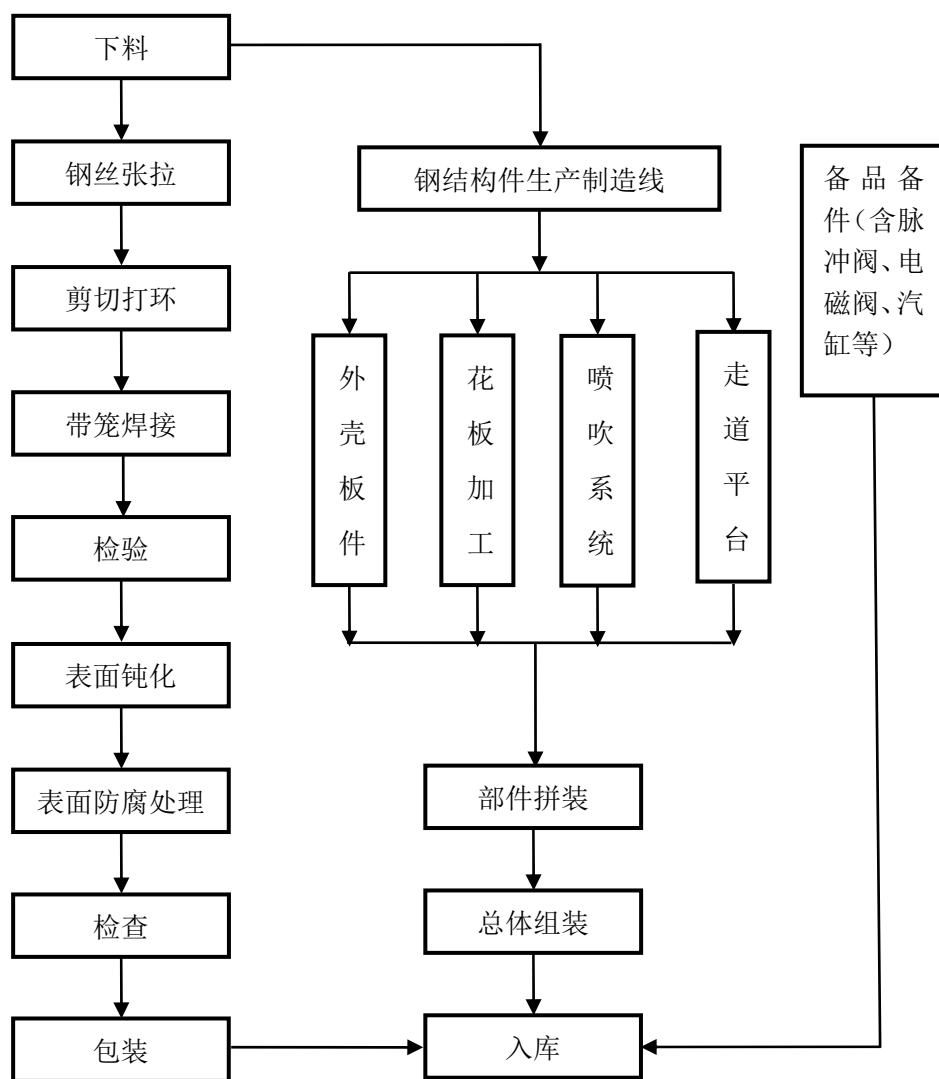 下料
钢丝张拉
剪切打环
带笼焊接
检验
表面钝化
表面防腐处理
检查
包装
钢结构件生产制造线
外壳板件
花板加工
喷吹系统
走道平台
部件拼装
总体组装
入库
备品备
件（含脉
冲阀、电
磁阀、汽
缸等）